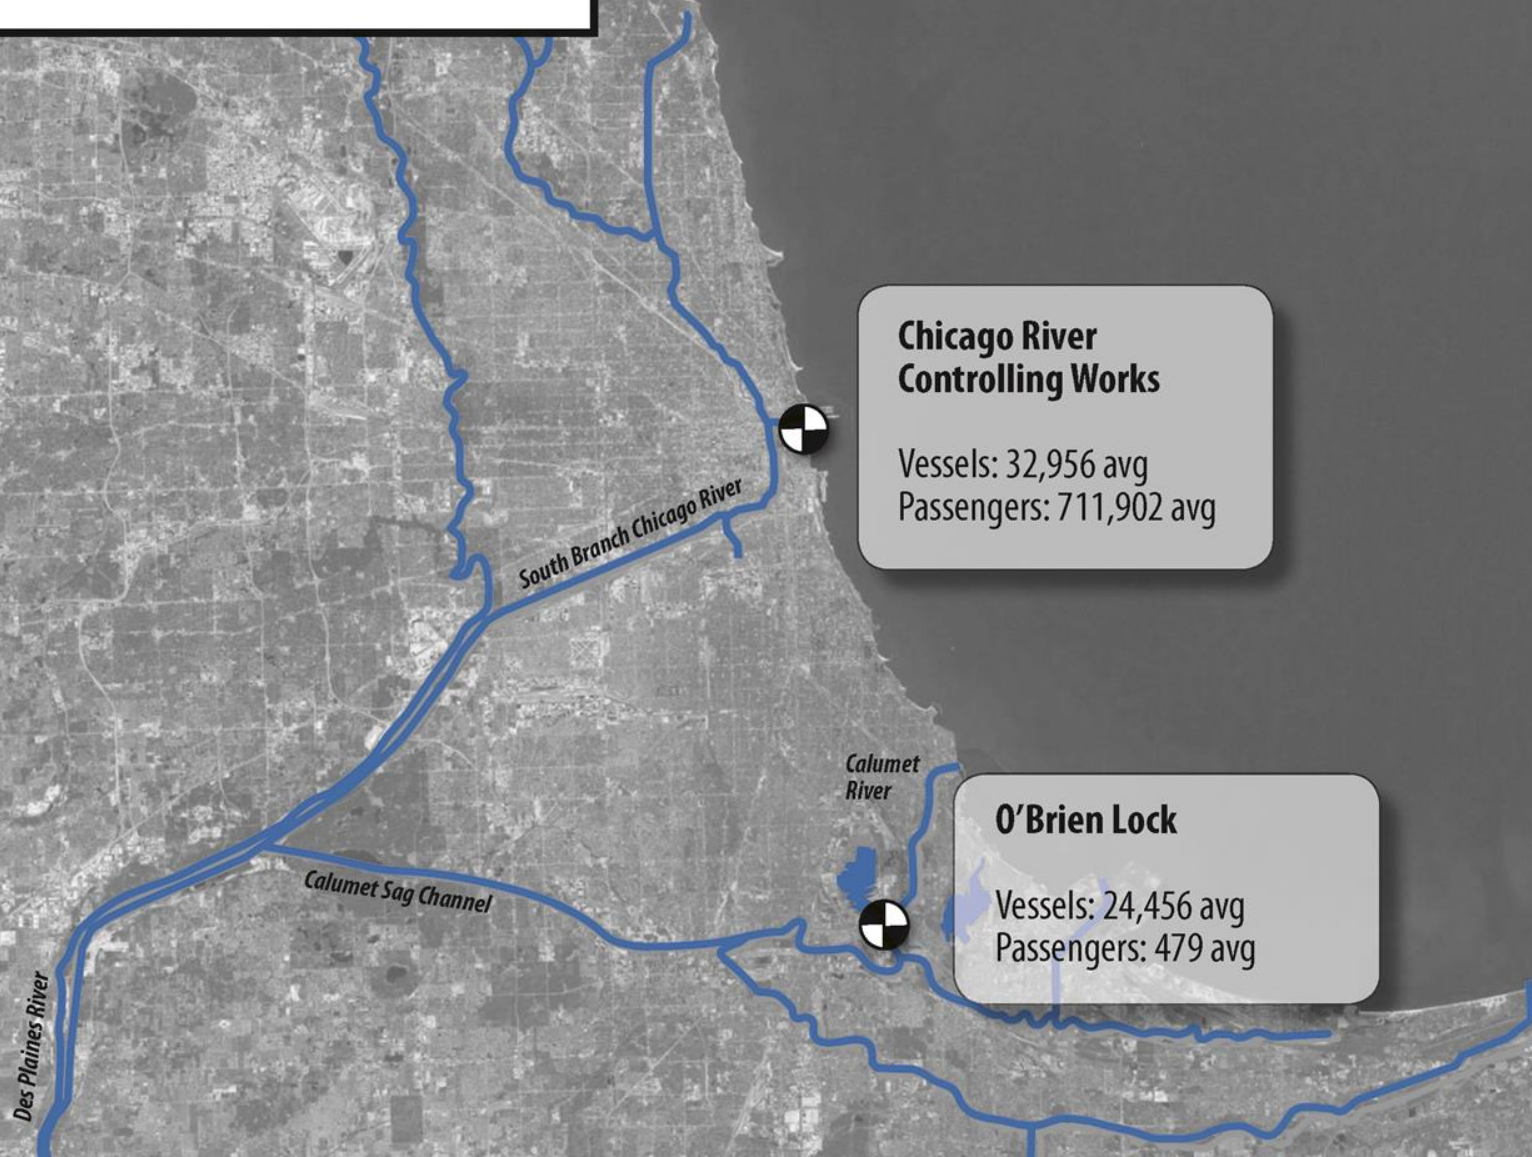 Chicago River
Controlling Works
Vessels: 32,956 avg
Passengers: 711,902 avg
South Branch Chicago River
Calumet
River
O’Brien Lock
Vessels: 24,456 avg
Passengers: 479 avg
Calumet Sag Channel
Des Plaines River